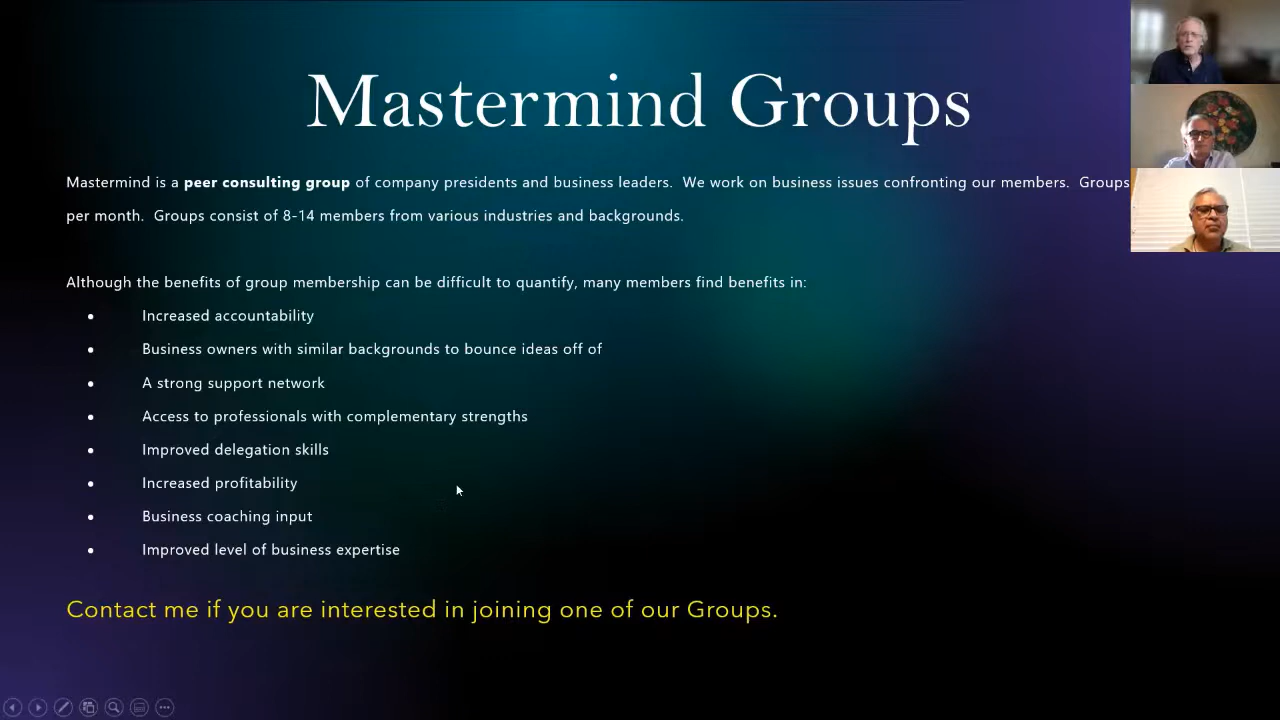 Mastermind Groups
Mastermind is a peer consulting group of company presidents and business leaders. We work on business issues confronting our members. Groups
per month. Groups consist of 8-14 members from various industries and backgrounds.
Although the benefits of group membership can be difficult to quantify, many members find benefits in:
• Increased accountability
• Business owners with similar backgrounds to bounce ideas off of
• A strong support network
• Access to professionals with complementary strengths
• Improved delegation skills
• Increased profitability
• Business coaching input
• Improved level of business expertise
Contact me if you are interested in joining one of our Groups.